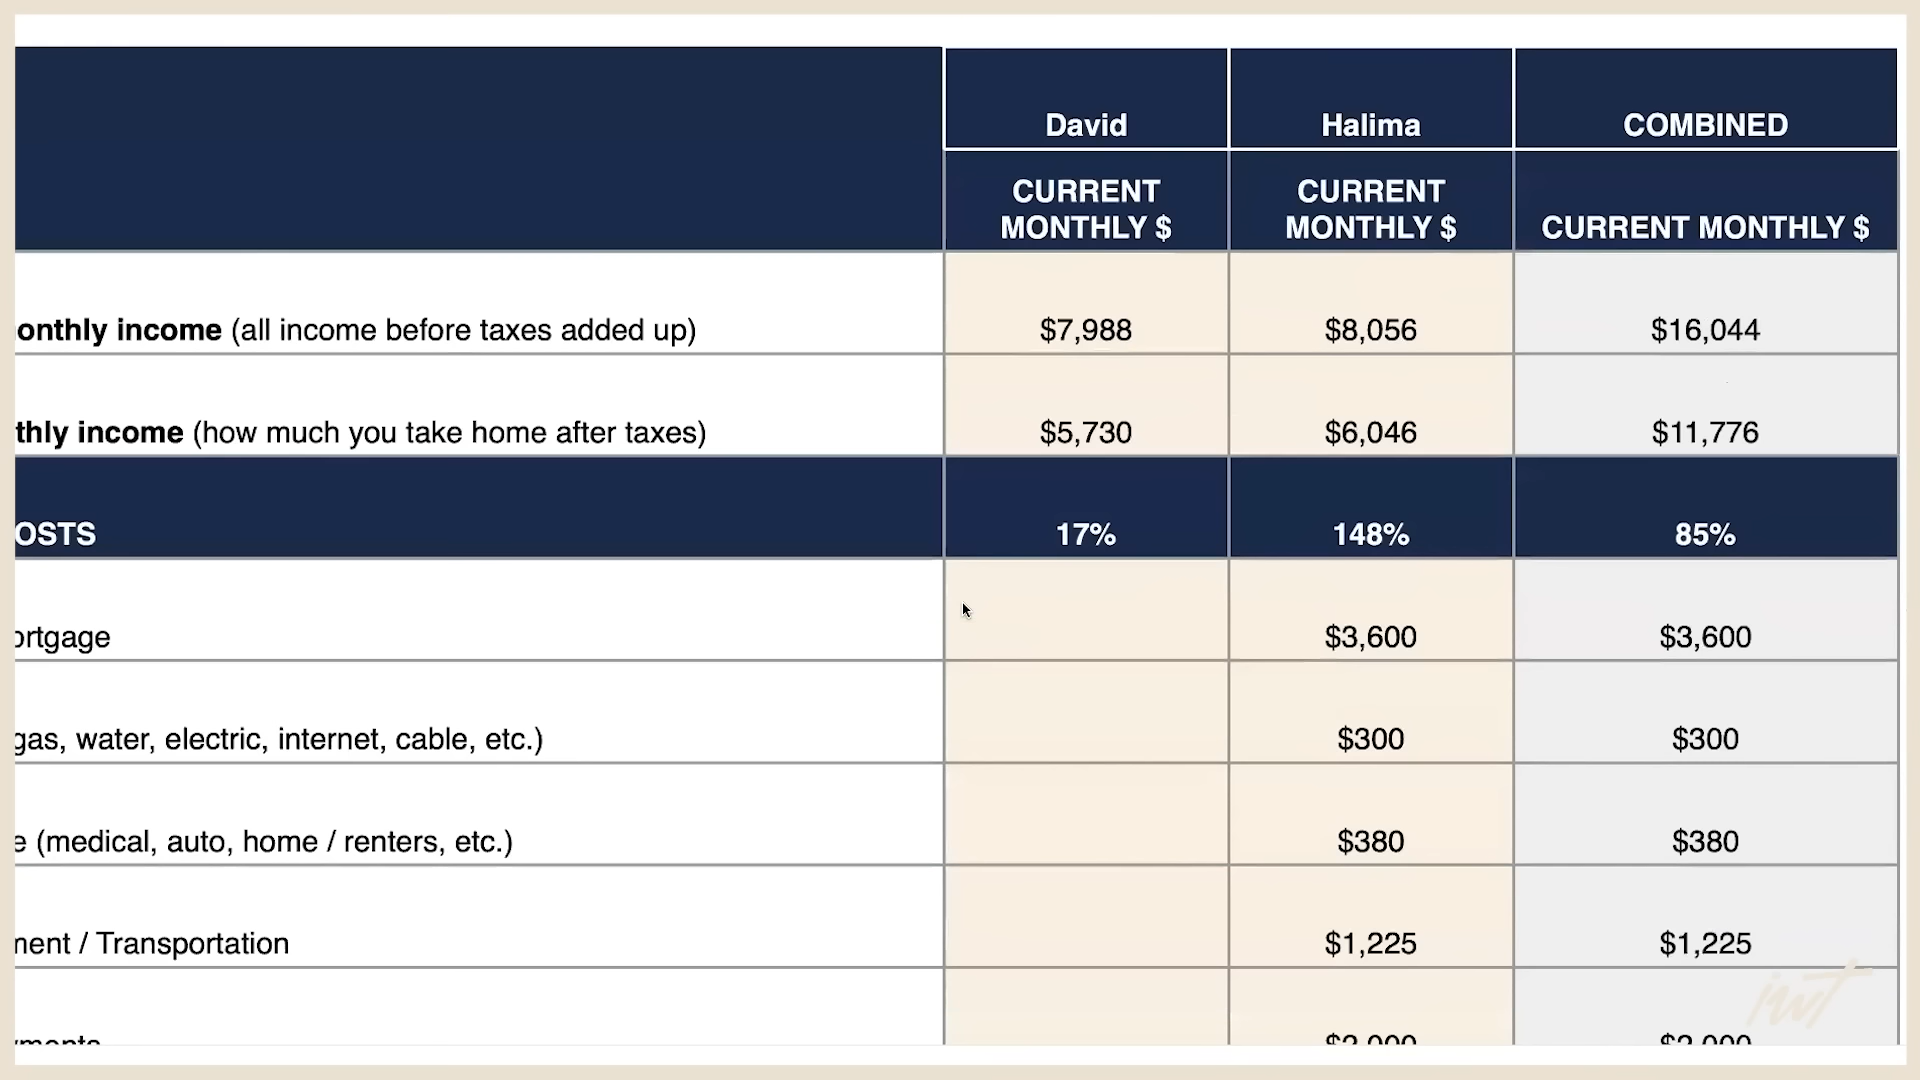 David Halima COMBINED
CURRENT MONTHLY $ CURRENT MONTHLY $ CURRENT MONTHLY $
onthly income (all income before taxes added up) $7,988 $8,056 $16,044
thly income (how much you take home after taxes) $5,730 $6,046 $11,776
OSTS 17% 148% 85%
ortgage $3,600 $3,600
gas, water, electric, internet, cable, etc.) $300 $300
e (medical, auto, home / renters, etc.) $380 $380
ment / Transportation $1,225 $1,225
iwt